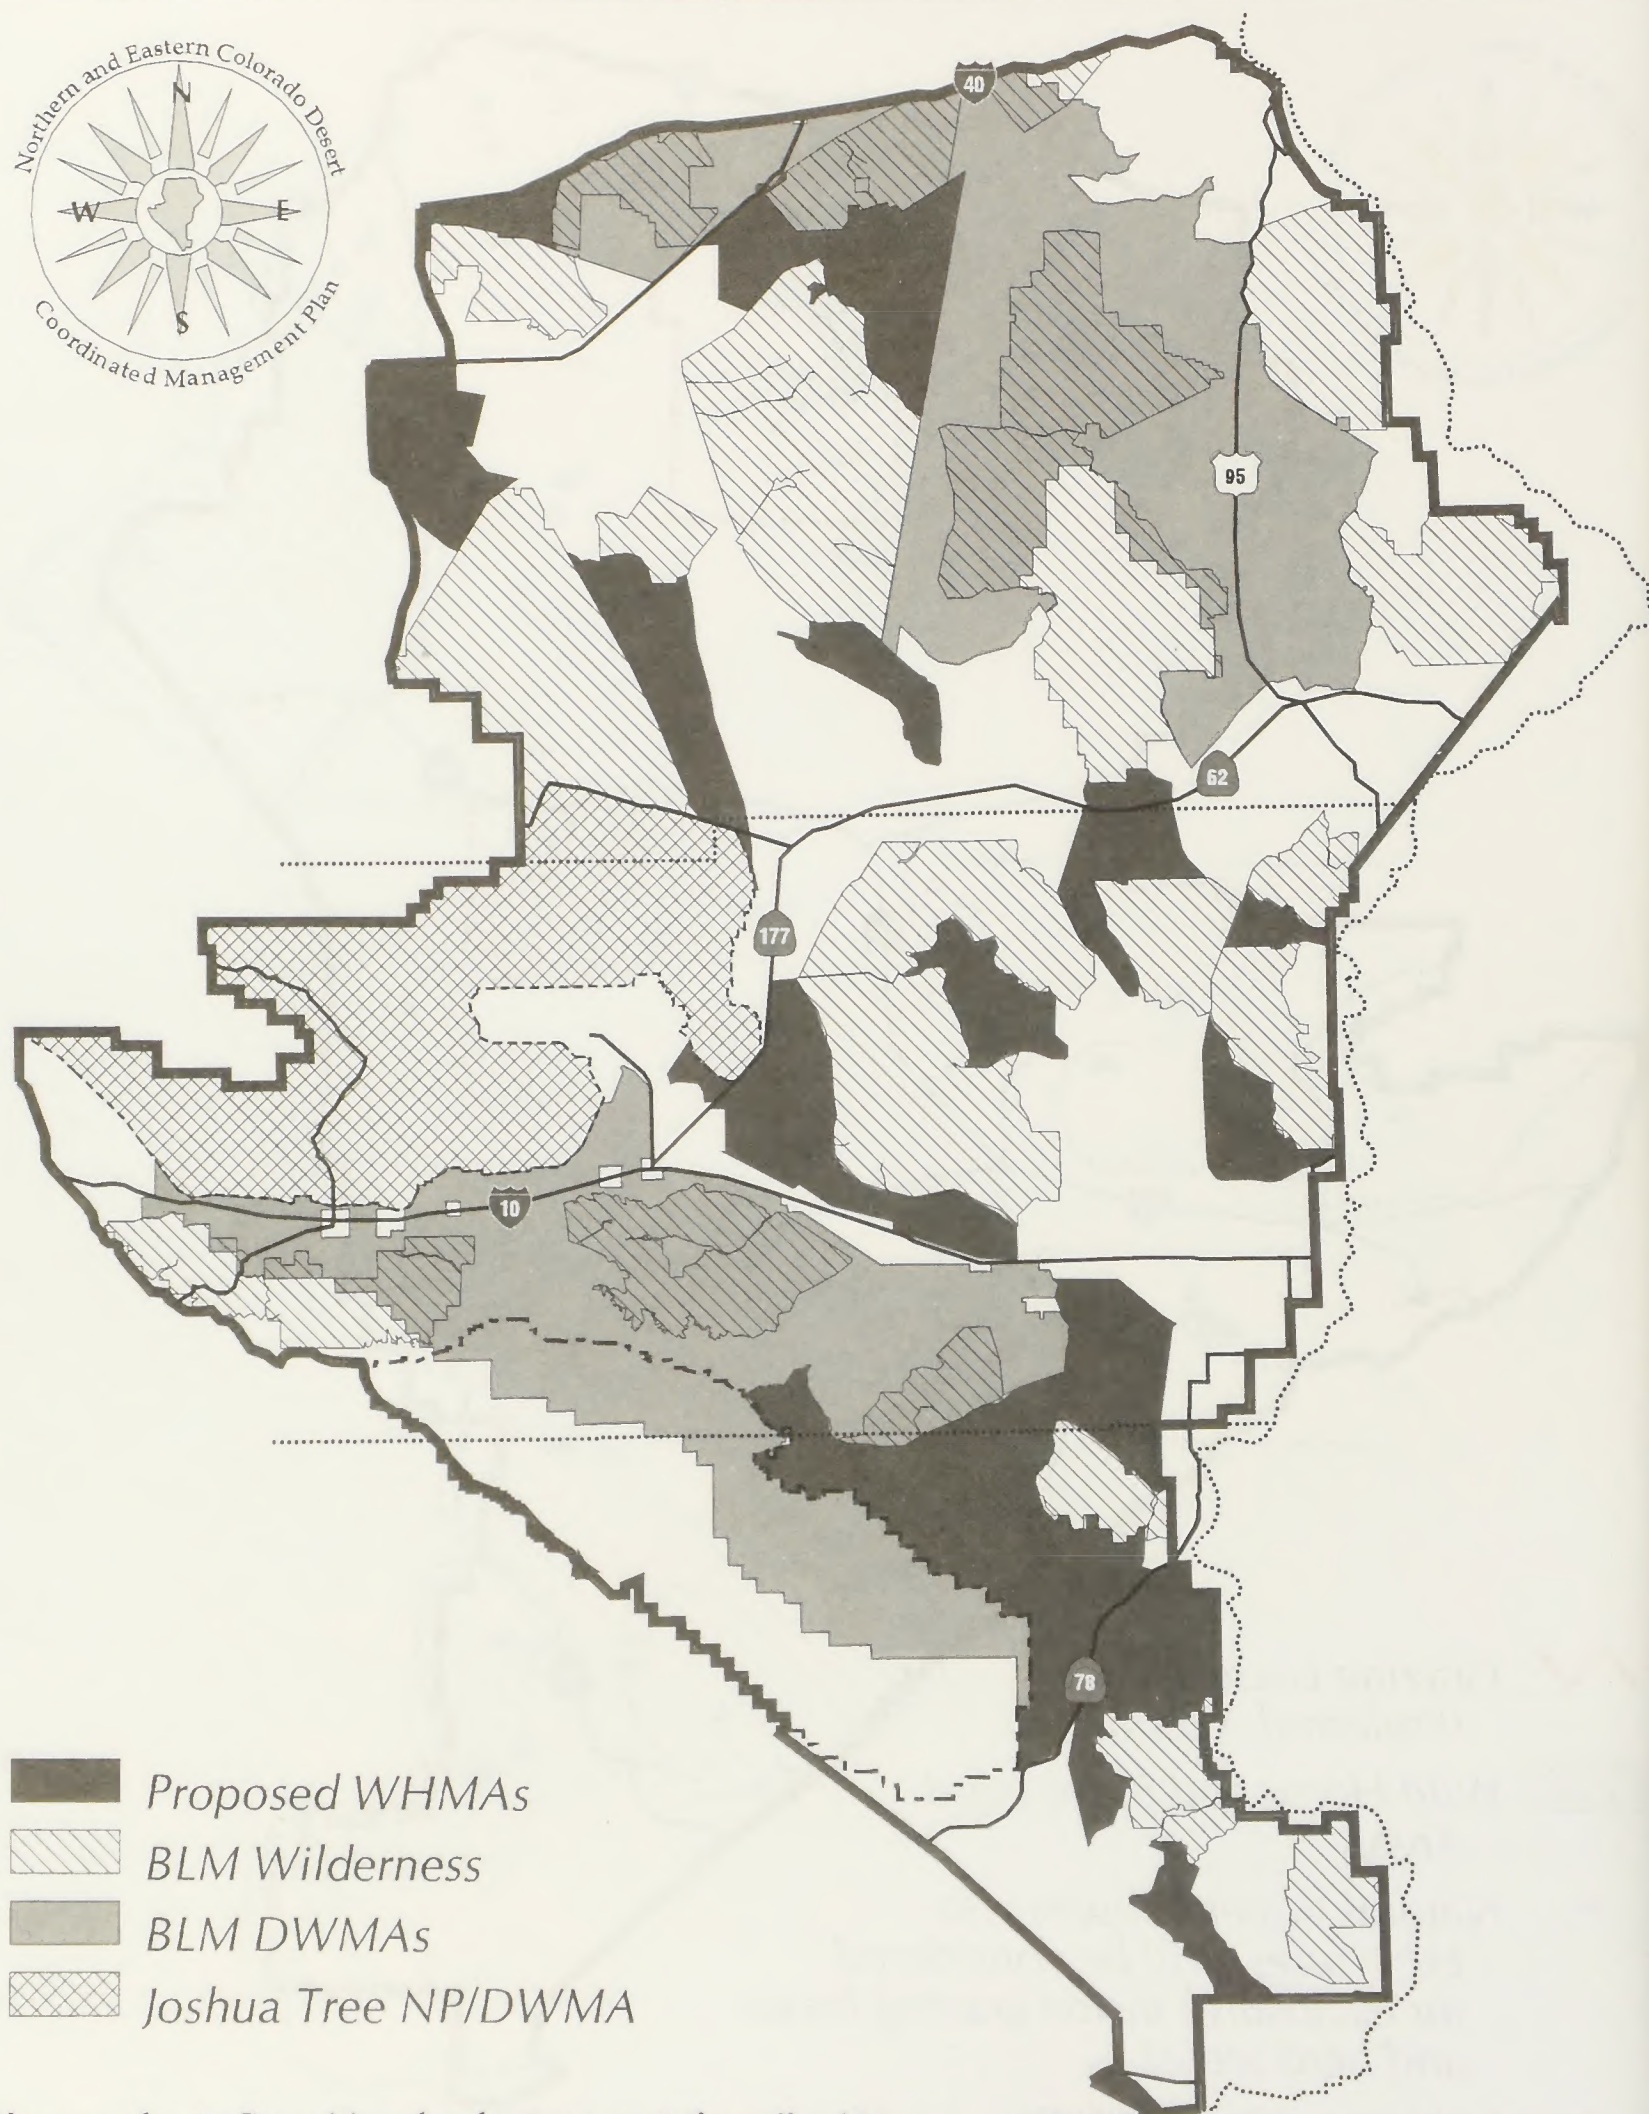 Northern and Eastern Colorado Desert
N
W
E
S
Coordinated Management Plan
40
95
62
177
10
78
Proposed WHMAs
BLM Wilderness
BLM DWMAs
Joshua Tree NP/DWMA